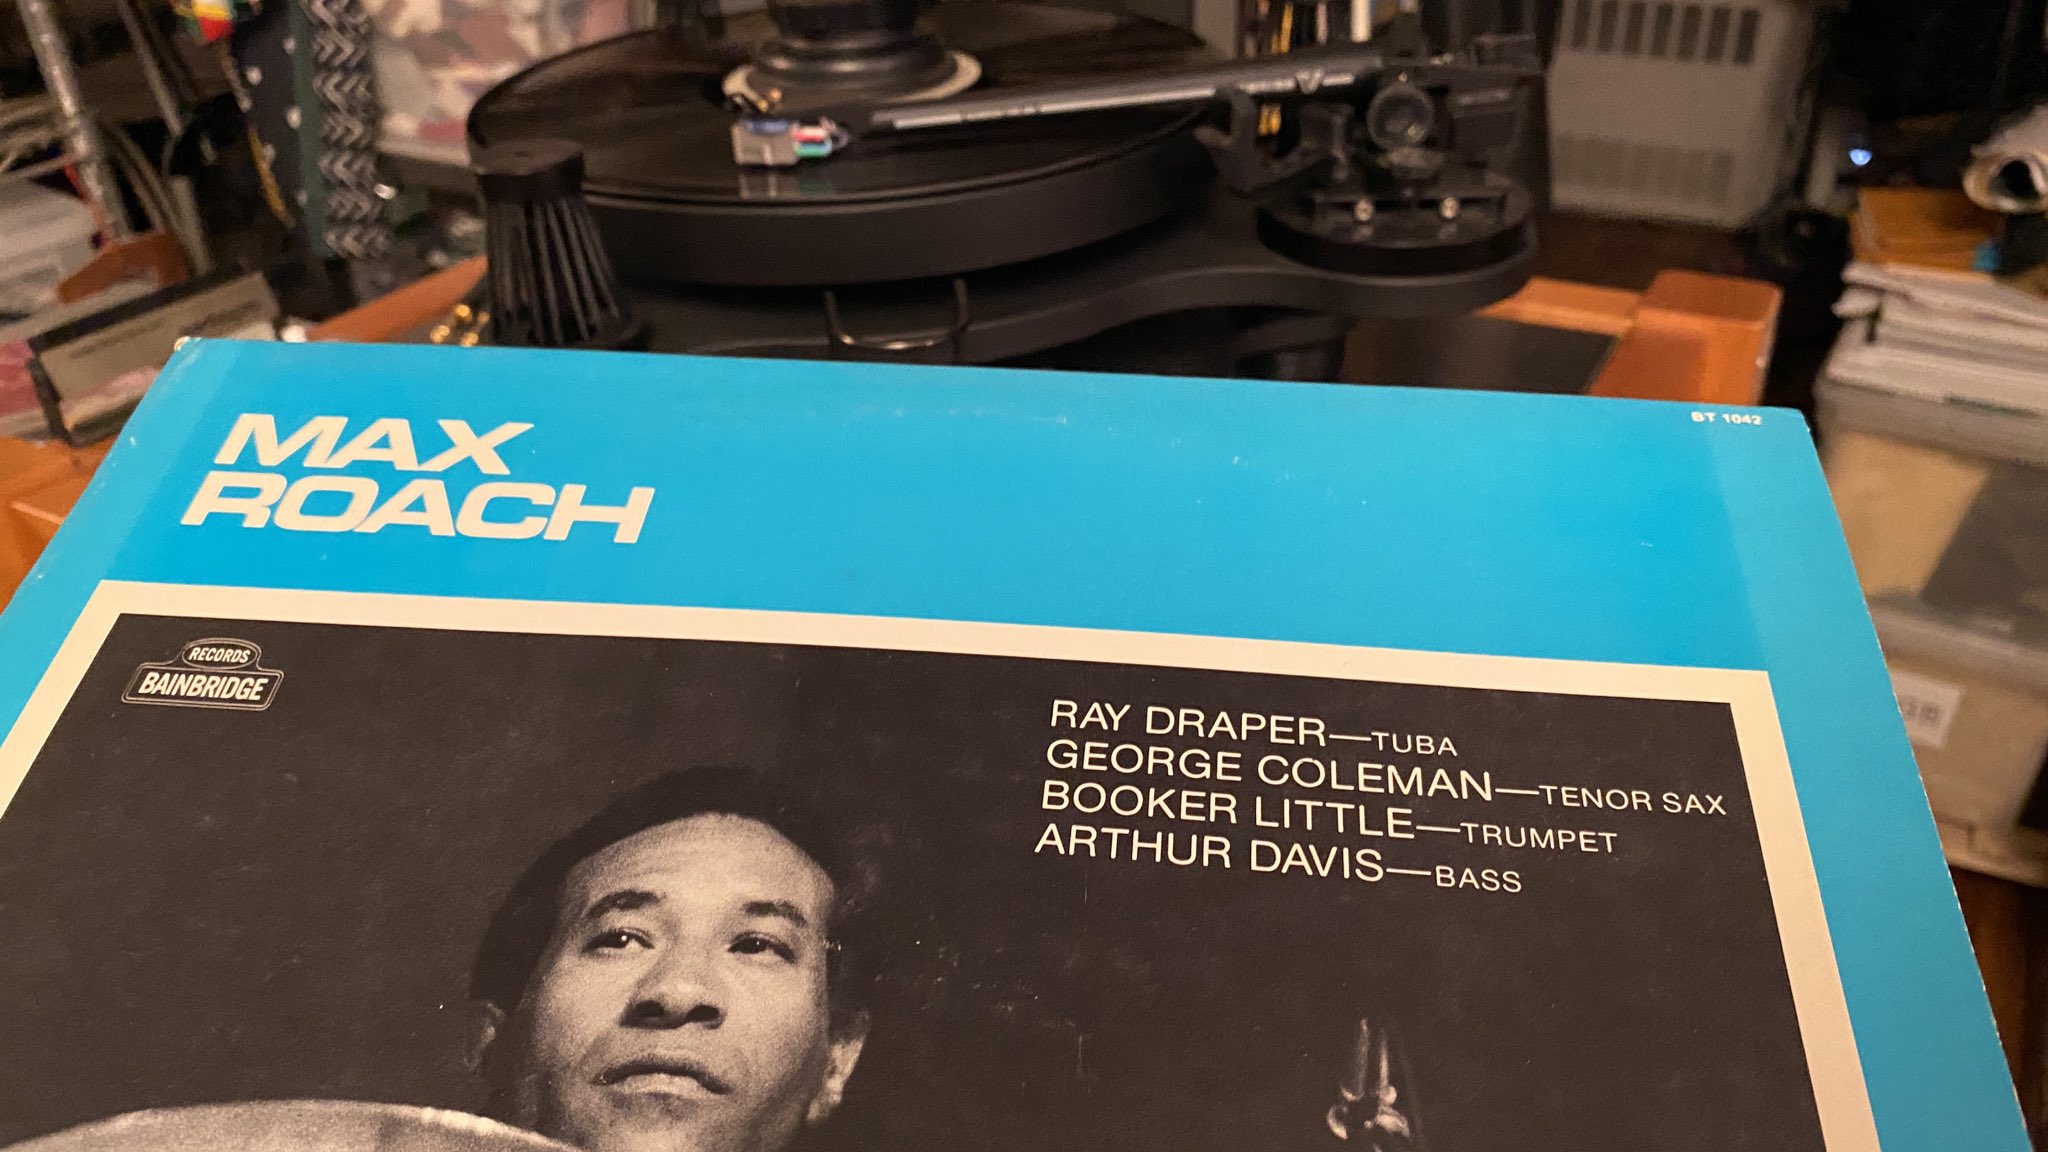 BT 1042
MAX
ROACH
RECORDS
BAINBRIDGE
RAY DRAPER—TUBA
GEORGE COLEMAN—TENOR SAX
BOOKER LITTLE—TRUMPET
ARTHUR DAVIS—BASS